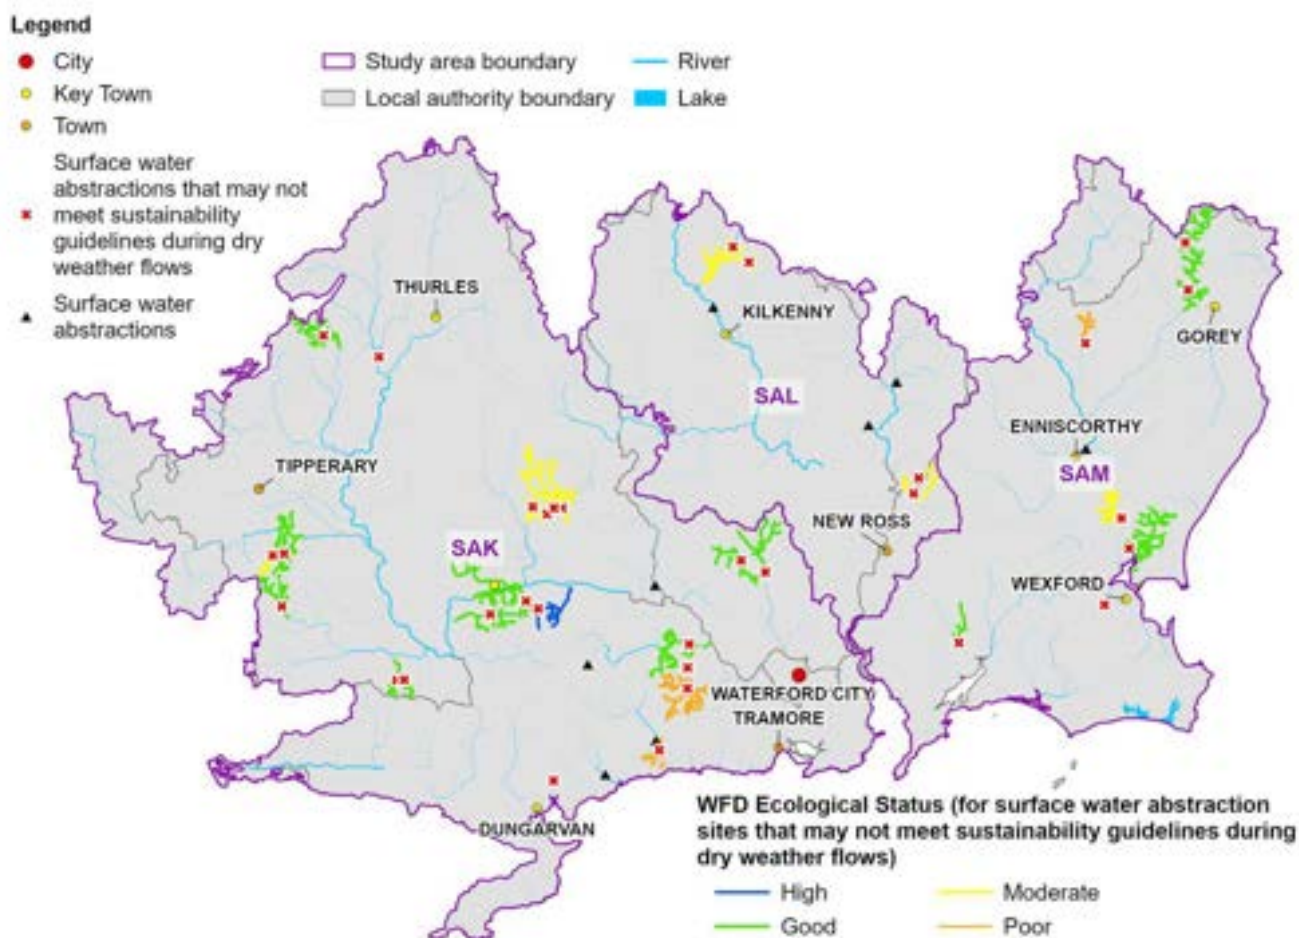 Legend
City
Key Town
Town
Surface water
abstractions that may not
meet sustainability
guidelines during dry
weather flows
Surface water
abstractions
Study area boundary
Local authority boundary
River
Lake
THURLES
KILKENNY
GOREY
SAL
ENNISCORTHY
TIPPERARY
SAM
NEW ROSS
SAK
WEXFORD
WATERFORD CITY
TRAMORE
DUNGARVAN
WFD Ecological Status (for surface water abstraction
sites that may not meet sustainability guidelines during
dry weather flows)
High
Moderate
Good
Poor